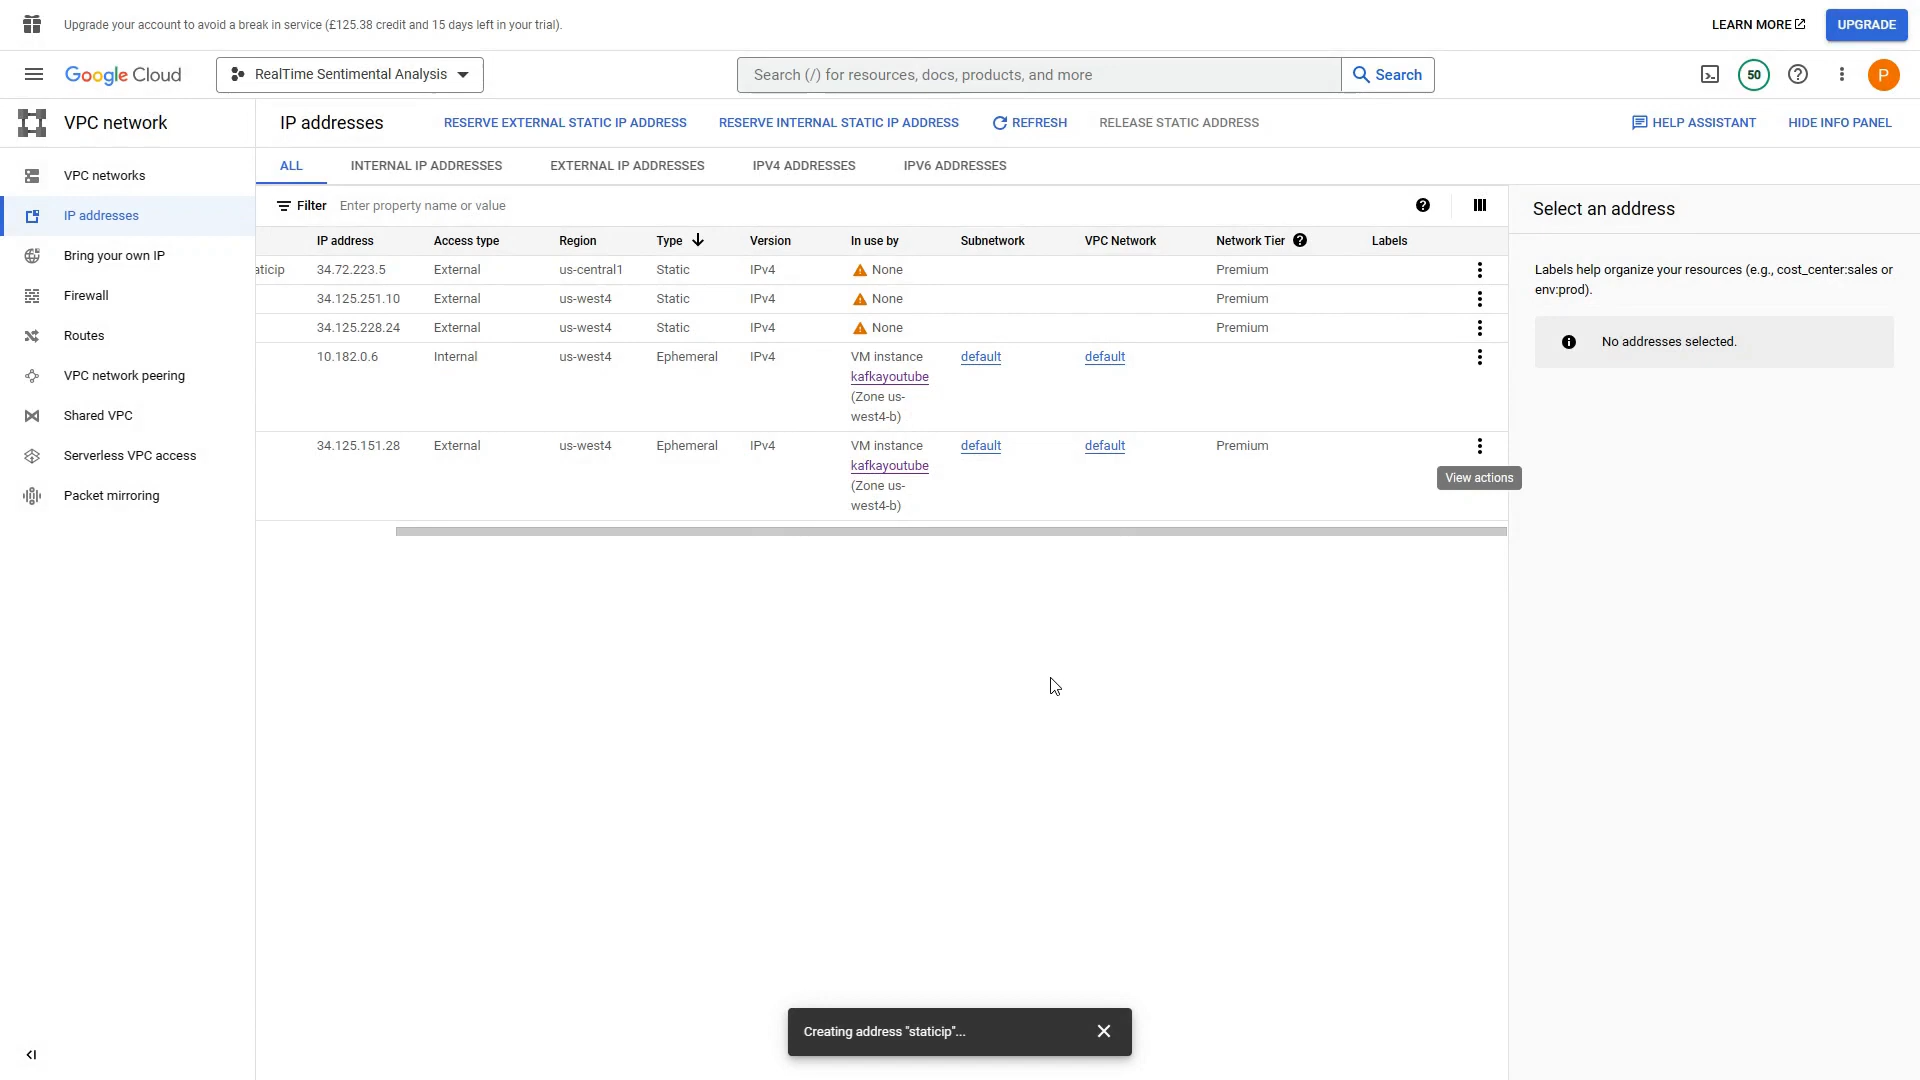 Upgrade your account to avoid a break in service (£125.38 credit and 15 days left in your trial).
LEARN MORE
UPGRADE
Google Cloud
RealTime Sentimental Analysis
Search (/) for resources, docs, products, and more
Search
50
P
VPC network
IP addresses
RESERVE EXTERNAL STATIC IP ADDRESS
RESERVE INTERNAL STATIC IP ADDRESS
REFRESH
RELEASE STATIC ADDRESS
HELP ASSISTANT
HIDE INFO PANEL
VPC networks
IP addresses
Bring your own IP
Firewall
Routes
VPC network peering
Shared VPC
Serverless VPC access
Packet mirroring
ALL
INTERNAL IP ADDRESSES
EXTERNAL IP ADDRESSES
IPV4 ADDRESSES
IPV6 ADDRESSES
Filter Enter property name or value
IP address Access type Region Type Version In use by Subnetwork VPC Network Network Tier Labels
aticip 34.72.223.5 External us-central1 Static IPv4 None Premium
34.125.251.10 External us-west4 Static IPv4 None Premium
34.125.228.24 External us-west4 Static IPv4 None Premium
10.182.0.6 Internal us-west4 Ephemeral IPv4 VM instance default default
kafkayoutube
(Zone us-
west4-b)
34.125.151.28 External us-west4 Ephemeral IPv4 VM instance default default Premium
kafkayoutube
(Zone us-
west4-b)
View actions
Select an address
Labels help organize your resources (e.g., cost_center:sales or
env:prod).
No addresses selected.
Creating address "staticip"...